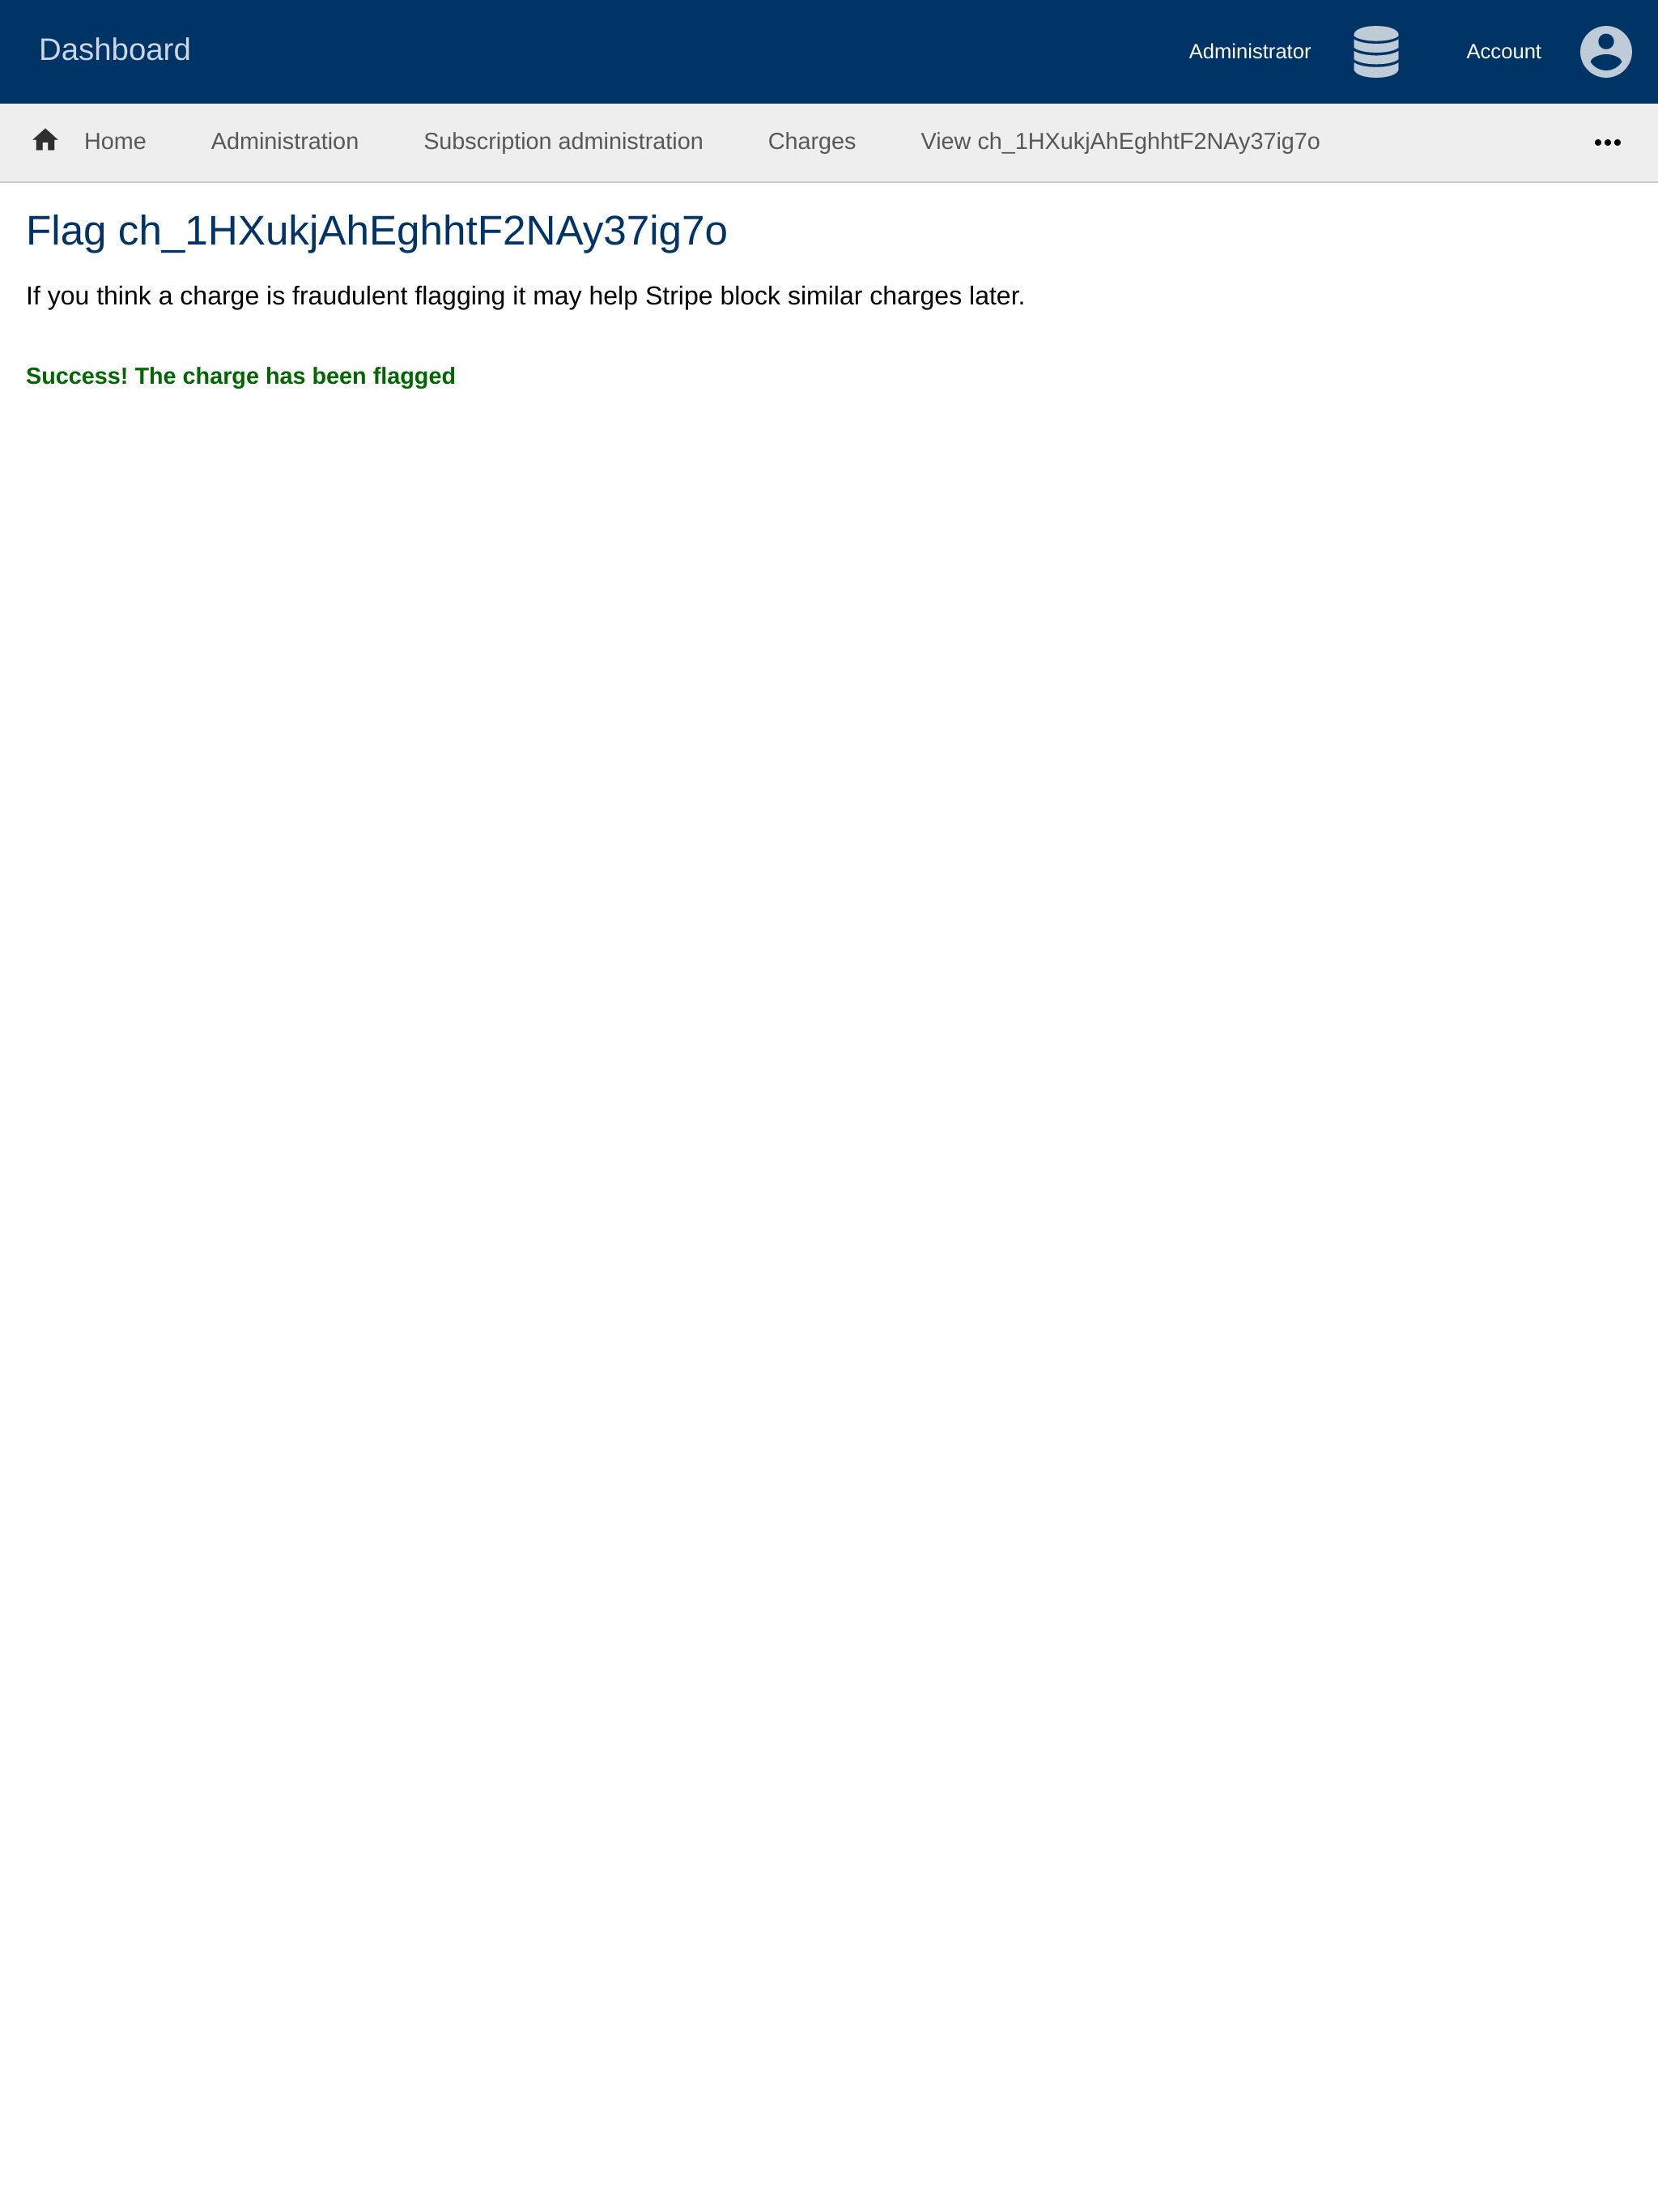 Dashboard
Administrator
Account
Home
Administration
Subscription administration
Charges
View ch_1HXukjAhEghhtF2NAy37ig7o
Flag ch_1HXukjAhEghhtF2NAy37ig7o
If you think a charge is fraudulent flagging it may help Stripe block similar charges later.
Success! The charge has been flagged